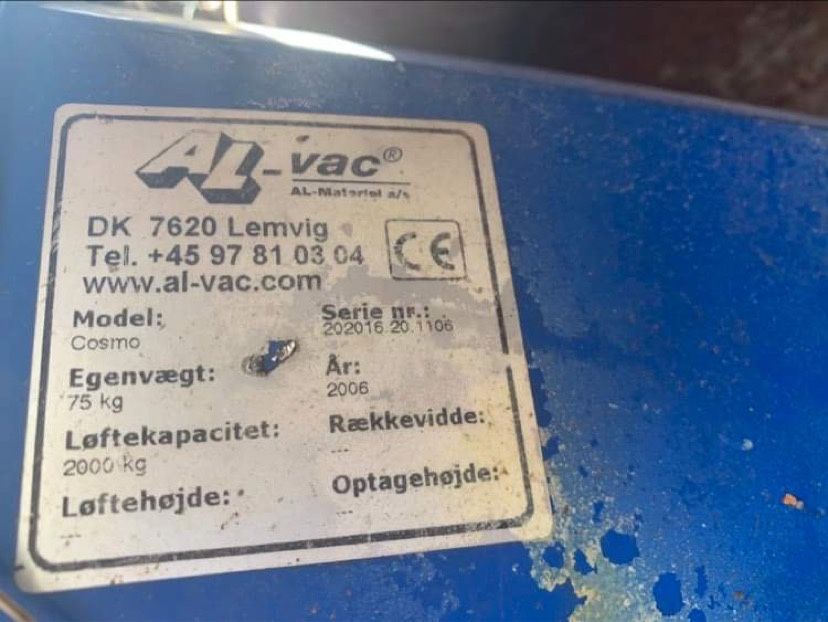 AL-vac®
AL-Materiel a/s
DK 7620 Lemvig
Tel. +45 97 81 03 04
www.al-vac.com
CE
Model:
Cosmo
Serie nr.:
202016.20.1106
Egenvægt:
75 kg
År:
2006
Løftekapacitet:
2000 kg
Rækkevidde:
---
Løftehøjde:
---
Optagehøjde:
---